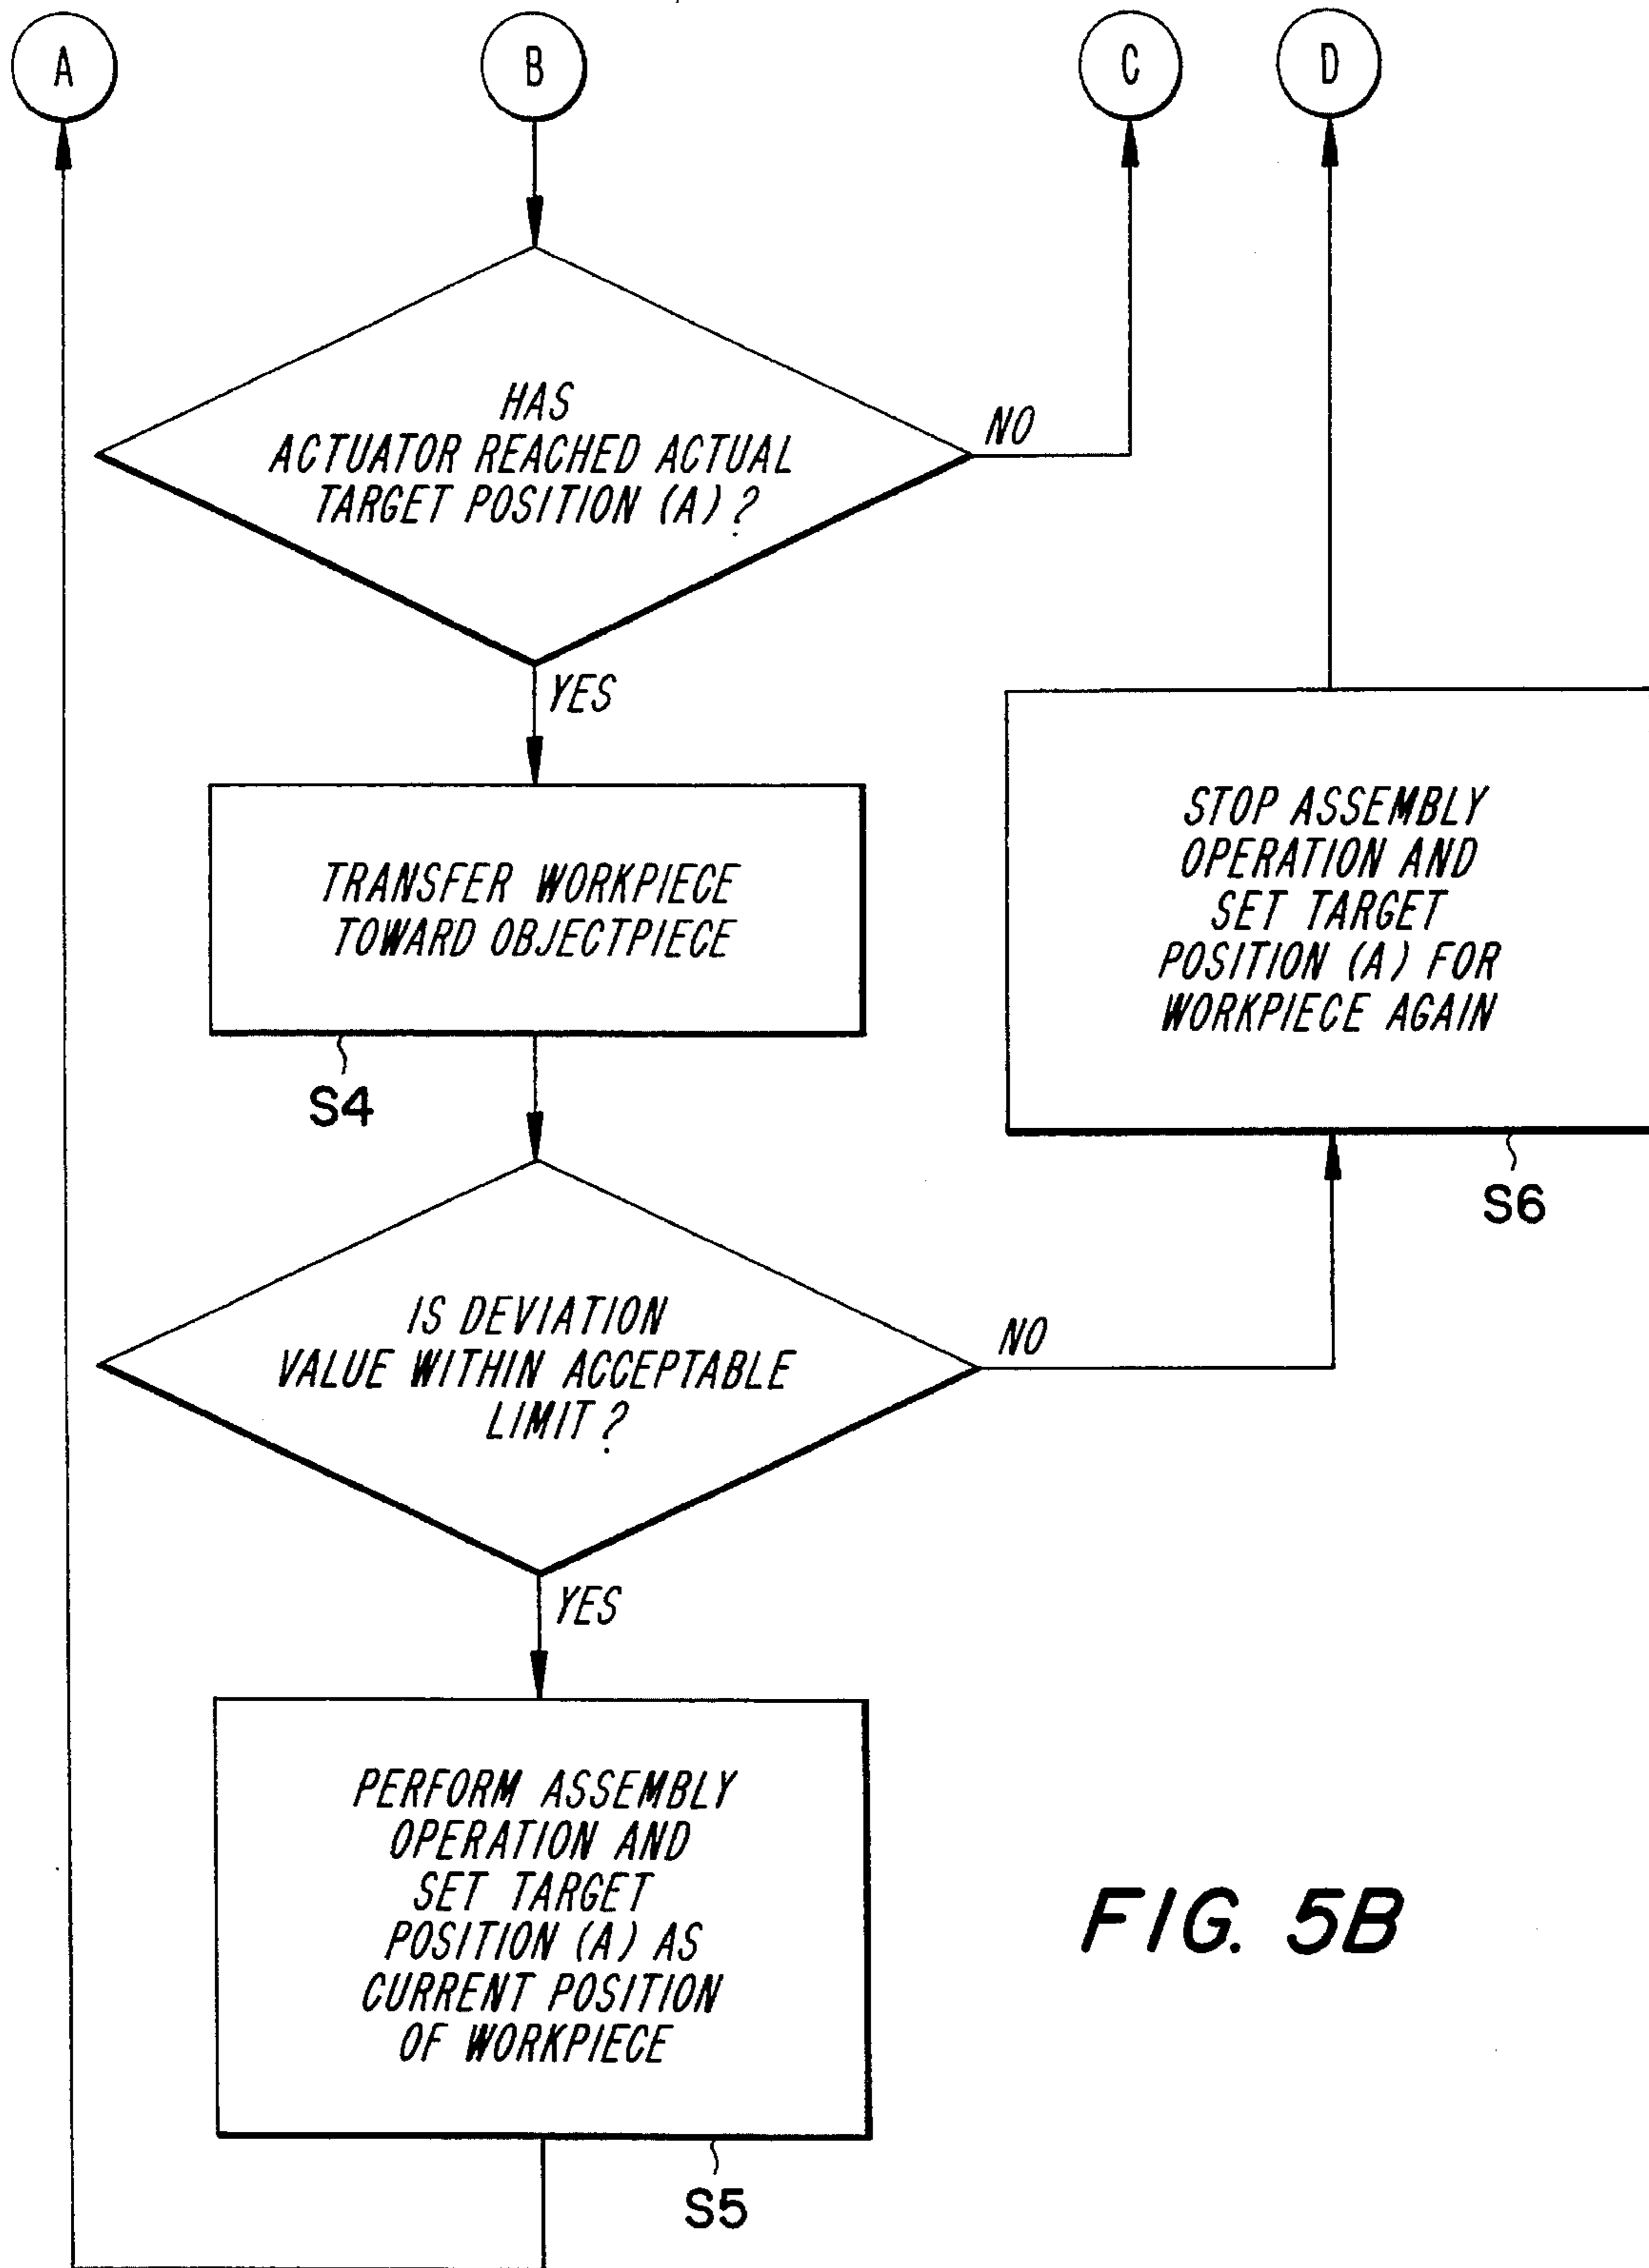 A
B
C
D
HAS
ACTUATOR REACHED ACTUAL
TARGET POSITION (A)?
NO
YES
TRANSFER WORKPIECE
TOWARD OBJECTPIECE
S4
STOP ASSEMBLY
OPERATION AND
SET TARGET
POSITION (A) FOR
WORKPIECE AGAIN
S6
IS DEVIATION
VALUE WITHIN ACCEPTABLE
LIMIT?
NO
YES
PERFORM ASSEMBLY
OPERATION AND
SET TARGET
POSITION (A) AS
CURRENT POSITION
OF WORKPIECE
S5
FIG. 5B